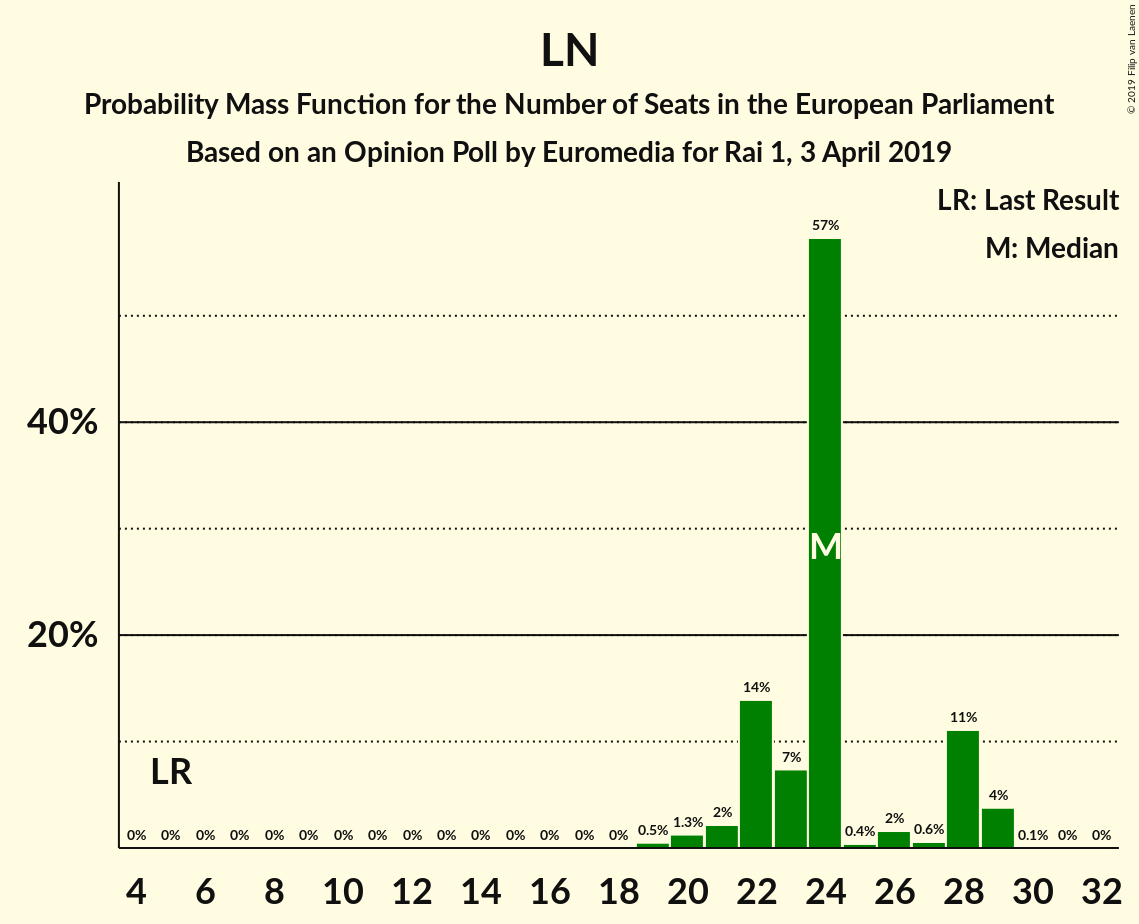 LN
Probability Mass Function for the Number of Seats in the European Parliament
Based on an Opinion Poll by Euromedia for Rai 1, 3 April 2019
© 2019 Filip van Laenen
LR: Last Result
M: Median
57%
40%
M
20%
14%
11%
7%
LR
4%
0% 0% 0% 0% 0% 0% 0% 0% 0% 0% 0% 0% 0% 0% 0% 0.5% 1.3% 2% 0.4% 2% 0.6% 0.1% 0% 0%
4 6 8 10 12 14 16 18 20 22 24 26 28 30 32